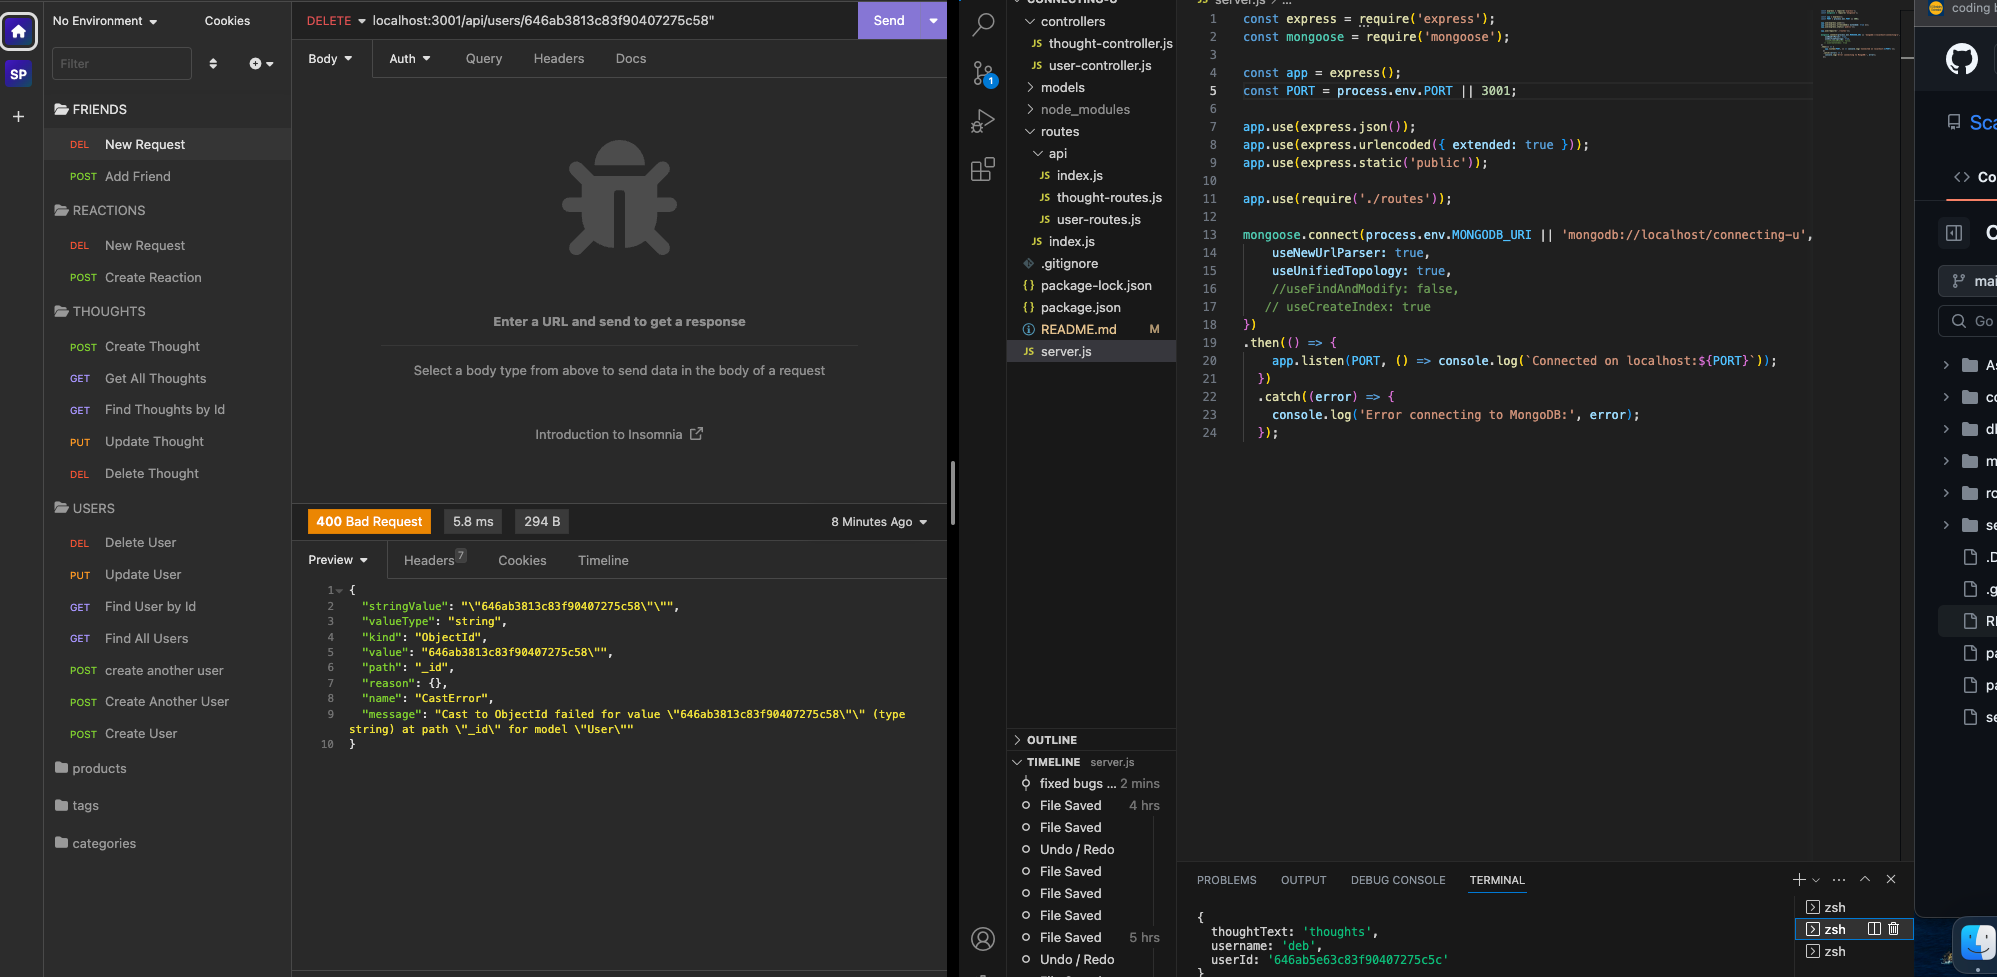 No Environment
Cookies
Filter
SP
FRIENDS
DEL New Request
POST Add Friend
REACTIONS
DEL New Request
POST Create Reaction
THOUGHTS
POST Create Thought
GET Get All Thoughts
GET Find Thoughts by Id
PUT Update Thought
DEL Delete Thought
USERS
DEL Delete User
PUT Update User
GET Find User by Id
GET Find All Users
POST create another user
POST Create Another User
POST Create User
products
tags
categories
DELETE localhost:3001/api/users/646ab3813c83f90407275c58"
Send
Body Auth Query Headers Docs
Enter a URL and send to get a response
Select a body type from above to send data in the body of a request
Introduction to Insomnia
400 Bad Request 5.8 ms 294 B 8 Minutes Ago
Preview Headers 7 Cookies Timeline
1 {
2 "stringValue": "\"646ab3813c83f90407275c58\"\"",
3 "valueType": "string",
4 "kind": "ObjectId",
5 "value": "646ab3813c83f90407275c58\"",
6 "path": "_id",
7 "reason": {},
8 "name": "CastError",
9 "message": "Cast to ObjectId failed for value \"646ab3813c83f90407275c58\"\" (type
string) at path \"_id\" for model \"User\""
10 }
1
controllers
JS thought-controller.js
JS user-controller.js
models
node_modules
routes
api
JS index.js
JS thought-routes.js
JS user-routes.js
JS index.js
.gitignore
{} package-lock.json
{} package.json
README.md M
JS server.js
OUTLINE
TIMELINE server.js
fixed bugs ... 2 mins
File Saved 4 hrs
File Saved
Undo / Redo
File Saved
File Saved
File Saved
File Saved 5 hrs
Undo / Redo
1 const express = require('express');
2 const mongoose = require('mongoose');
3
4 const app = express();
5 const PORT = process.env.PORT || 3001;
6
7 app.use(express.json());
8 app.use(express.urlencoded({ extended: true }));
9 app.use(express.static('public'));
10
11 app.use(require('./routes'));
12
13 mongoose.connect(process.env.MONGODB_URI || 'mongodb://localhost/connecting-u',
14 useNewUrlParser: true,
15 useUnifiedTopology: true,
16 //useFindAndModify: false,
17 // useCreateIndex: true
18 })
19 .then(() => {
20 app.listen(PORT, () => console.log(`Connected on localhost:${PORT}`));
21 })
22 .catch((error) => {
23 console.log('Error connecting to MongoDB:', error);
24 });
PROBLEMS OUTPUT DEBUG CONSOLE TERMINAL
{
thoughtText: 'thoughts',
username: 'deb',
userId: '646ab5e63c83f90407275c5c'
}
zsh
zsh
zsh
coding
Sca
Co
mai
Go